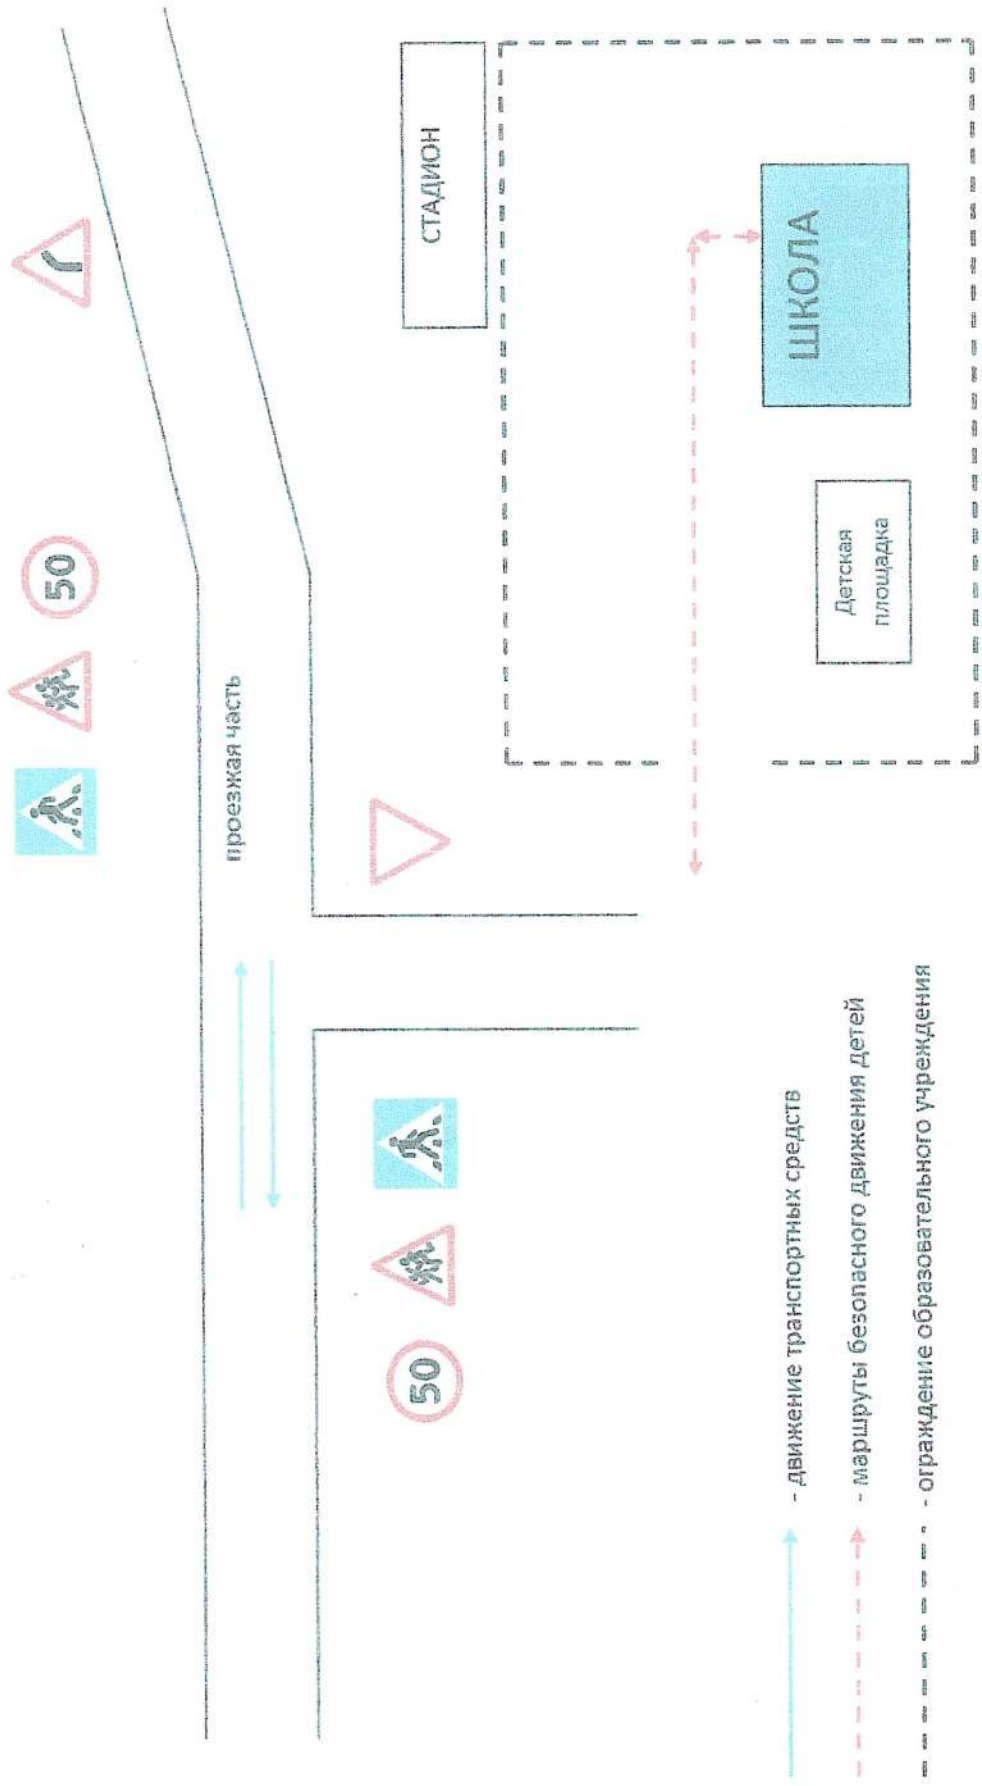 50
проезжая часть
СТАДИОН
50
ШКОЛА
Детская
площадка
- движение транспортных средств
- маршруты безопасного движения детей
- ограждение образовательного учреждения